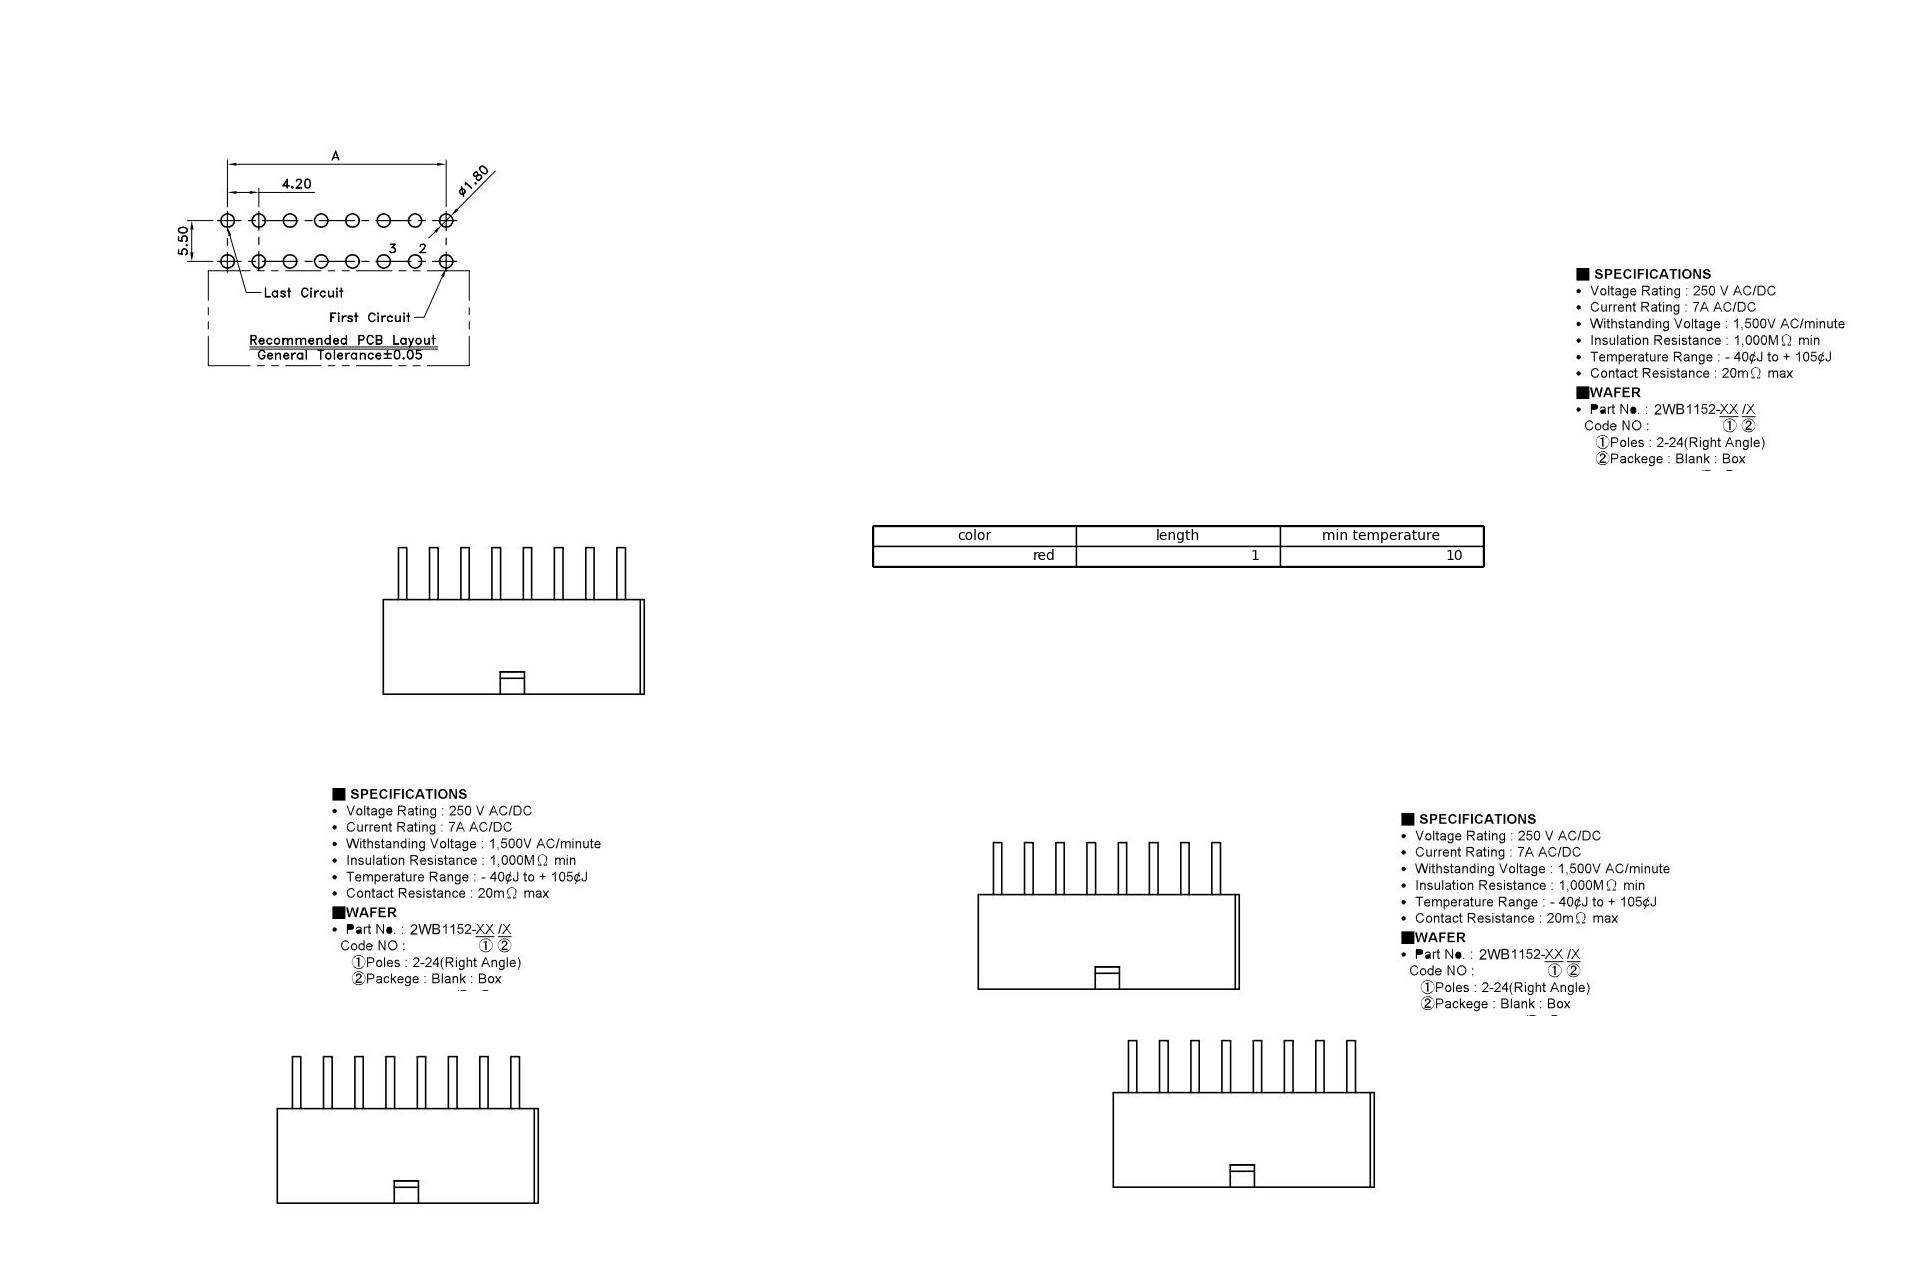 A
4.20
ø1.80
5.50
3 2
Last Circuit
First Circuit
Recommended PCB Layout
General Tolerance±0.05
■ SPECIFICATIONS
• Voltage Rating : 250 V AC/DC
• Current Rating : 7A AC/DC
• Withstanding Voltage : 1,500V AC/minute
• Insulation Resistance : 1,000MΩ min
• Temperature Range : - 40¢J to + 105¢J
• Contact Resistance : 20mΩ max
■WAFER
• Part No. : 2WB1152-XX /X
Code NO : ① ②
①Poles : 2-24(Right Angle)
②Packege : Blank : Box
color length min temperature
red 1 10
■ SPECIFICATIONS
• Voltage Rating : 250 V AC/DC
• Current Rating : 7A AC/DC
• Withstanding Voltage : 1,500V AC/minute
• Insulation Resistance : 1,000MΩ min
• Temperature Range : - 40¢J to + 105¢J
• Contact Resistance : 20mΩ max
■WAFER
• Part No. : 2WB1152-XX /X
Code NO : ① ②
①Poles : 2-24(Right Angle)
②Packege : Blank : Box
■ SPECIFICATIONS
• Voltage Rating : 250 V AC/DC
• Current Rating : 7A AC/DC
• Withstanding Voltage : 1,500V AC/minute
• Insulation Resistance : 1,000MΩ min
• Temperature Range : - 40¢J to + 105¢J
• Contact Resistance : 20mΩ max
■WAFER
• Part No. : 2WB1152-XX /X
Code NO : ① ②
①Poles : 2-24(Right Angle)
②Packege : Blank : Box